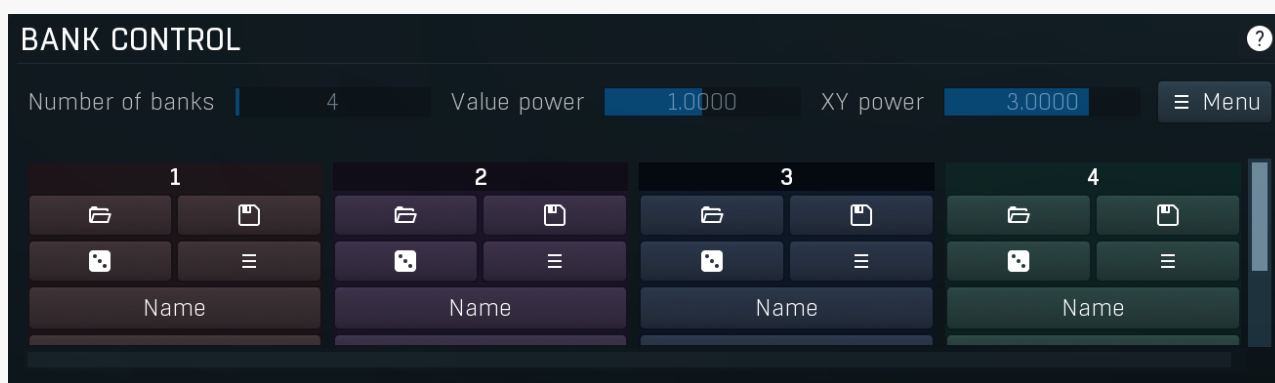 BANK CONTROL ?
Number of banks 4 Value power 1.0000 XY power 3.0000 ☰ Menu
1 2 3 4
Name Name Name Name